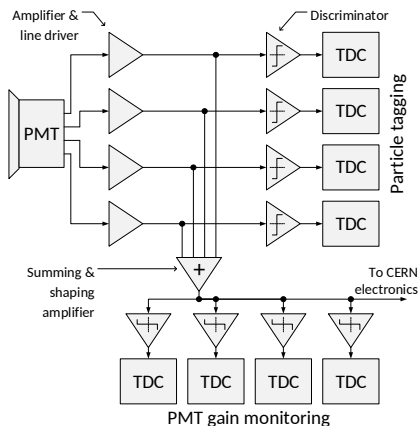 Amplifier &
line driver
Discriminator
PMT
TDC
TDC
TDC
TDC
Particle tagging
Summing &
shaping
amplifier
+
To CERN
electronics
TDC
TDC
TDC
TDC
PMT gain monitoring